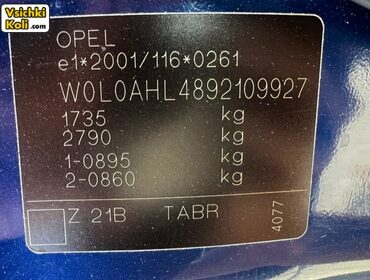 Vsichki
Koli.com
OPEL
e1*2001/116*0261
W0L0AHL4892109927
1735 kg
2790 kg
1-0895 kg
2-0860 kg
Z 21B TABR
4077